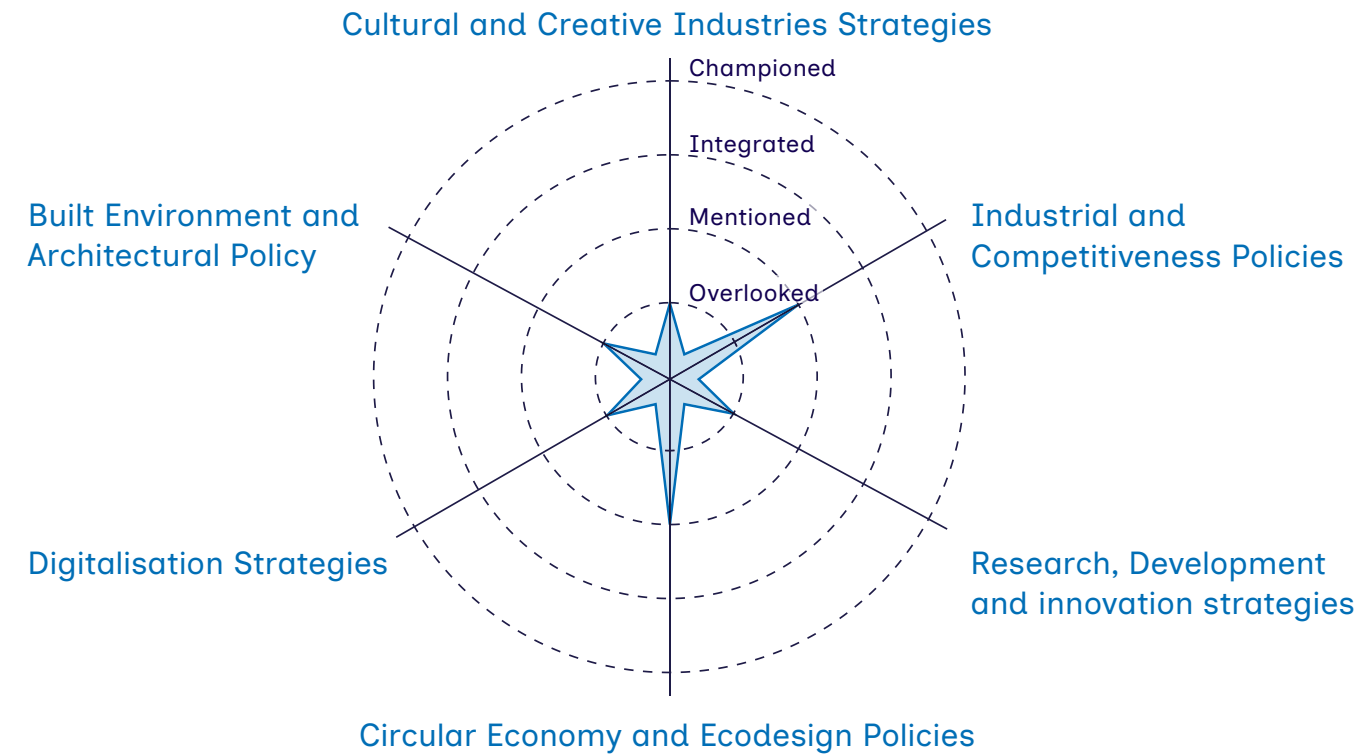 Cultural and Creative Industries Strategies
Championed
Integrated
Mentioned
Overlooked
Built Environment and
Architectural Policy
Industrial and
Competitiveness Policies
Digitalisation Strategies
Research, Development
and innovation strategies
Circular Economy and Ecodesign Policies